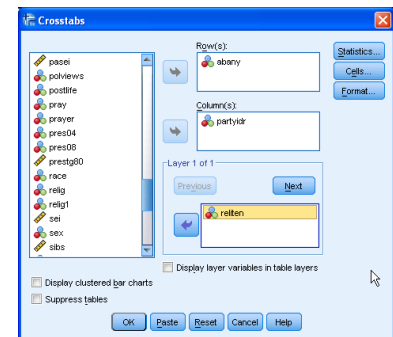 Crosstabs
pasei
polviews
postlife
pray
prayer
pres04
pres08
prestg80
race
relig
relig1
sei
sex
sibs
Row(s):
abany
Column(s):
partyidr
Layer 1 of 1
Previous
Next
reliten
Display layer variables in table layers
Statistics...
Cells...
Format...
Display clustered bar charts
Suppress tables
OK
Paste
Reset
Cancel
Help